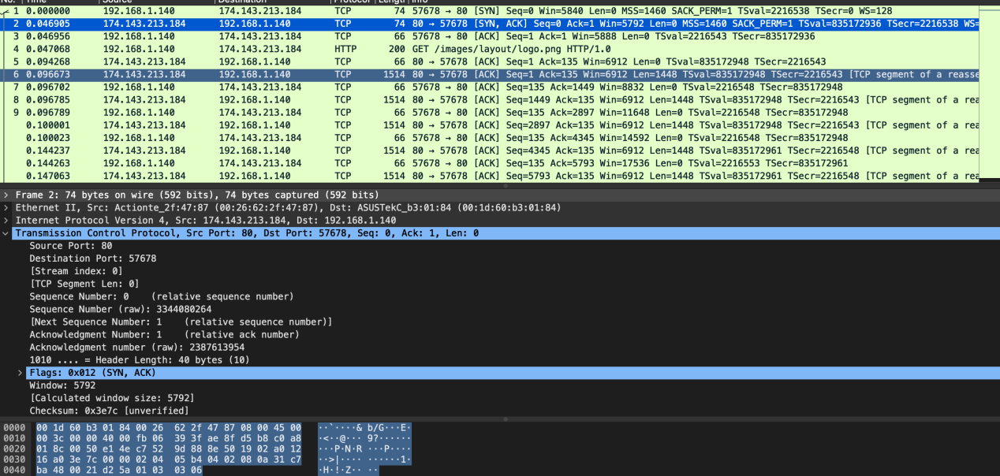 No. Time Source Destination Protocol Length Info
1 0.000000 192.168.1.140 174.143.213.184 TCP 74 57678 → 80 [SYN] Seq=0 Win=5840 Len=0 MSS=1460 SACK_PERM=1 TSval=2216538 TSecr=0 WS=128
2 0.046905 174.143.213.184 192.168.1.140 TCP 74 80 → 57678 [SYN, ACK] Seq=0 Ack=1 Win=5792 Len=0 MSS=1460 SACK_PERM=1 TSval=835172936 TSecr=2216538 WS=
3 0.046956 192.168.1.140 174.143.213.184 TCP 66 57678 → 80 [ACK] Seq=1 Ack=1 Win=5888 Len=0 TSval=2216543 TSecr=835172936
4 0.047068 192.168.1.140 174.143.213.184 HTTP 200 GET /images/layout/logo.png HTTP/1.0
5 0.094268 174.143.213.184 192.168.1.140 TCP 66 80 → 57678 [ACK] Seq=1 Ack=135 Win=6912 Len=0 TSval=835172948 TSecr=2216543
6 0.096673 174.143.213.184 192.168.1.140 TCP 1514 80 → 57678 [ACK] Seq=1 Ack=135 Win=6912 Len=1448 TSval=835172948 TSecr=2216543 [TCP segment of a reasse
7 0.096702 192.168.1.140 174.143.213.184 TCP 66 57678 → 80 [ACK] Seq=135 Ack=1449 Win=8832 Len=0 TSval=2216548 TSecr=835172948
8 0.096785 174.143.213.184 192.168.1.140 TCP 1514 80 → 57678 [ACK] Seq=1449 Ack=135 Win=6912 Len=1448 TSval=835172948 TSecr=2216543 [TCP segment of a rea
9 0.096789 192.168.1.140 174.143.213.184 TCP 66 57678 → 80 [ACK] Seq=135 Ack=2897 Win=11648 Len=0 TSval=2216548 TSecr=835172948
0.100001 174.143.213.184 192.168.1.140 TCP 1514 80 → 57678 [ACK] Seq=2897 Ack=135 Win=6912 Len=1448 TSval=835172948 TSecr=2216543 [TCP segment of a rea
0.100023 192.168.1.140 174.143.213.184 TCP 66 57678 → 80 [ACK] Seq=135 Ack=4345 Win=14592 Len=0 TSval=2216548 TSecr=835172948
0.144237 174.143.213.184 192.168.1.140 TCP 1514 80 → 57678 [ACK] Seq=4345 Ack=135 Win=6912 Len=1448 TSval=835172961 TSecr=2216548 [TCP segment of a rea
0.144263 192.168.1.140 174.143.213.184 TCP 66 57678 → 80 [ACK] Seq=135 Ack=5793 Win=17536 Len=0 TSval=2216553 TSecr=835172961
0.147063 174.143.213.184 192.168.1.140 TCP 1514 80 → 57678 [ACK] Seq=5793 Ack=135 Win=6912 Len=1448 TSval=835172961 TSecr=2216548 [TCP segment of a rea
Frame 2: 74 bytes on wire (592 bits), 74 bytes captured (592 bits)
Ethernet II, Src: Actionte_2f:47:87 (00:26:62:2f:47:87), Dst: ASUSTekC_b3:01:84 (00:1d:60:b3:01:84)
Internet Protocol Version 4, Src: 174.143.213.184, Dst: 192.168.1.140
Transmission Control Protocol, Src Port: 80, Dst Port: 57678, Seq: 0, Ack: 1, Len: 0
Source Port: 80
Destination Port: 57678
[Stream index: 0]
[TCP Segment Len: 0]
Sequence Number: 0 (relative sequence number)
Sequence Number (raw): 3344080264
[Next Sequence Number: 1 (relative sequence number)]
Acknowledgment Number: 1 (relative ack number)
Acknowledgment number (raw): 2387613954
1010 .... = Header Length: 40 bytes (10)
Flags: 0x012 (SYN, ACK)
Window: 5792
[Calculated window size: 5792]
Checksum: 0x3e7c [unverified]
0000 00 1d 60 b3 01 84 00 26 62 2f 47 87 08 00 45 00 ··`····& b/G···E·
0010 00 3c 00 00 40 00 fb 06 39 3f ae 8f d5 b8 c0 a8 ·<··@··· 9?······
0020 01 8c 00 50 e1 4e c7 52 9d 88 8e 50 19 02 a0 12 ···P·N·R ···P····
0030 16 a0 3e 7c 00 00 02 04 05 b4 04 02 08 0a 31 c7 ··>|···· ······1·
0040 ba 48 00 21 d2 5a 01 03 03 06 ·H·!·Z·· ··